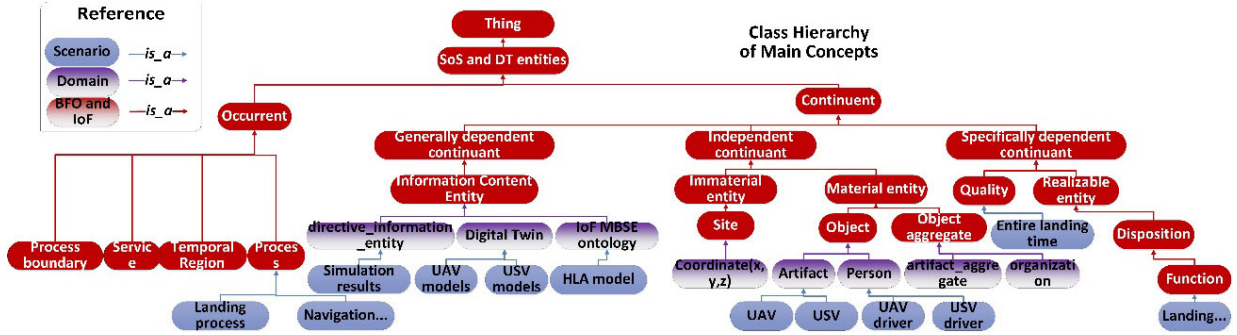 Reference
Scenario
is_a
Domain
is_a
BFO and
IoF
is_a
Class Hierarchy
of Main Concepts
Thing
SoS and DT entities
Occurrent
Continuent
Generally dependent
continuant
Independent
continuant
Specifically dependent
continuant
Information Content
Entity
Immaterial
entity
Material entity
Quality
Realizable
entity
directive_information
_entity
Digital Twin
IoF MBSE
ontology
Site
Object
Object
aggregate
Entire landing
time
Disposition
Process boundary
Servic
e
Temporal
Region
Proces
s
Simulation
results
UAV
models
USV
models
HLA model
Coordinate(x,
y,z)
Artifact
Person
artifact_aggre
gate
organizati
on
Function
Landing
process
Navigation...
UAV
USV
UAV
driver
USV driver
Landing...